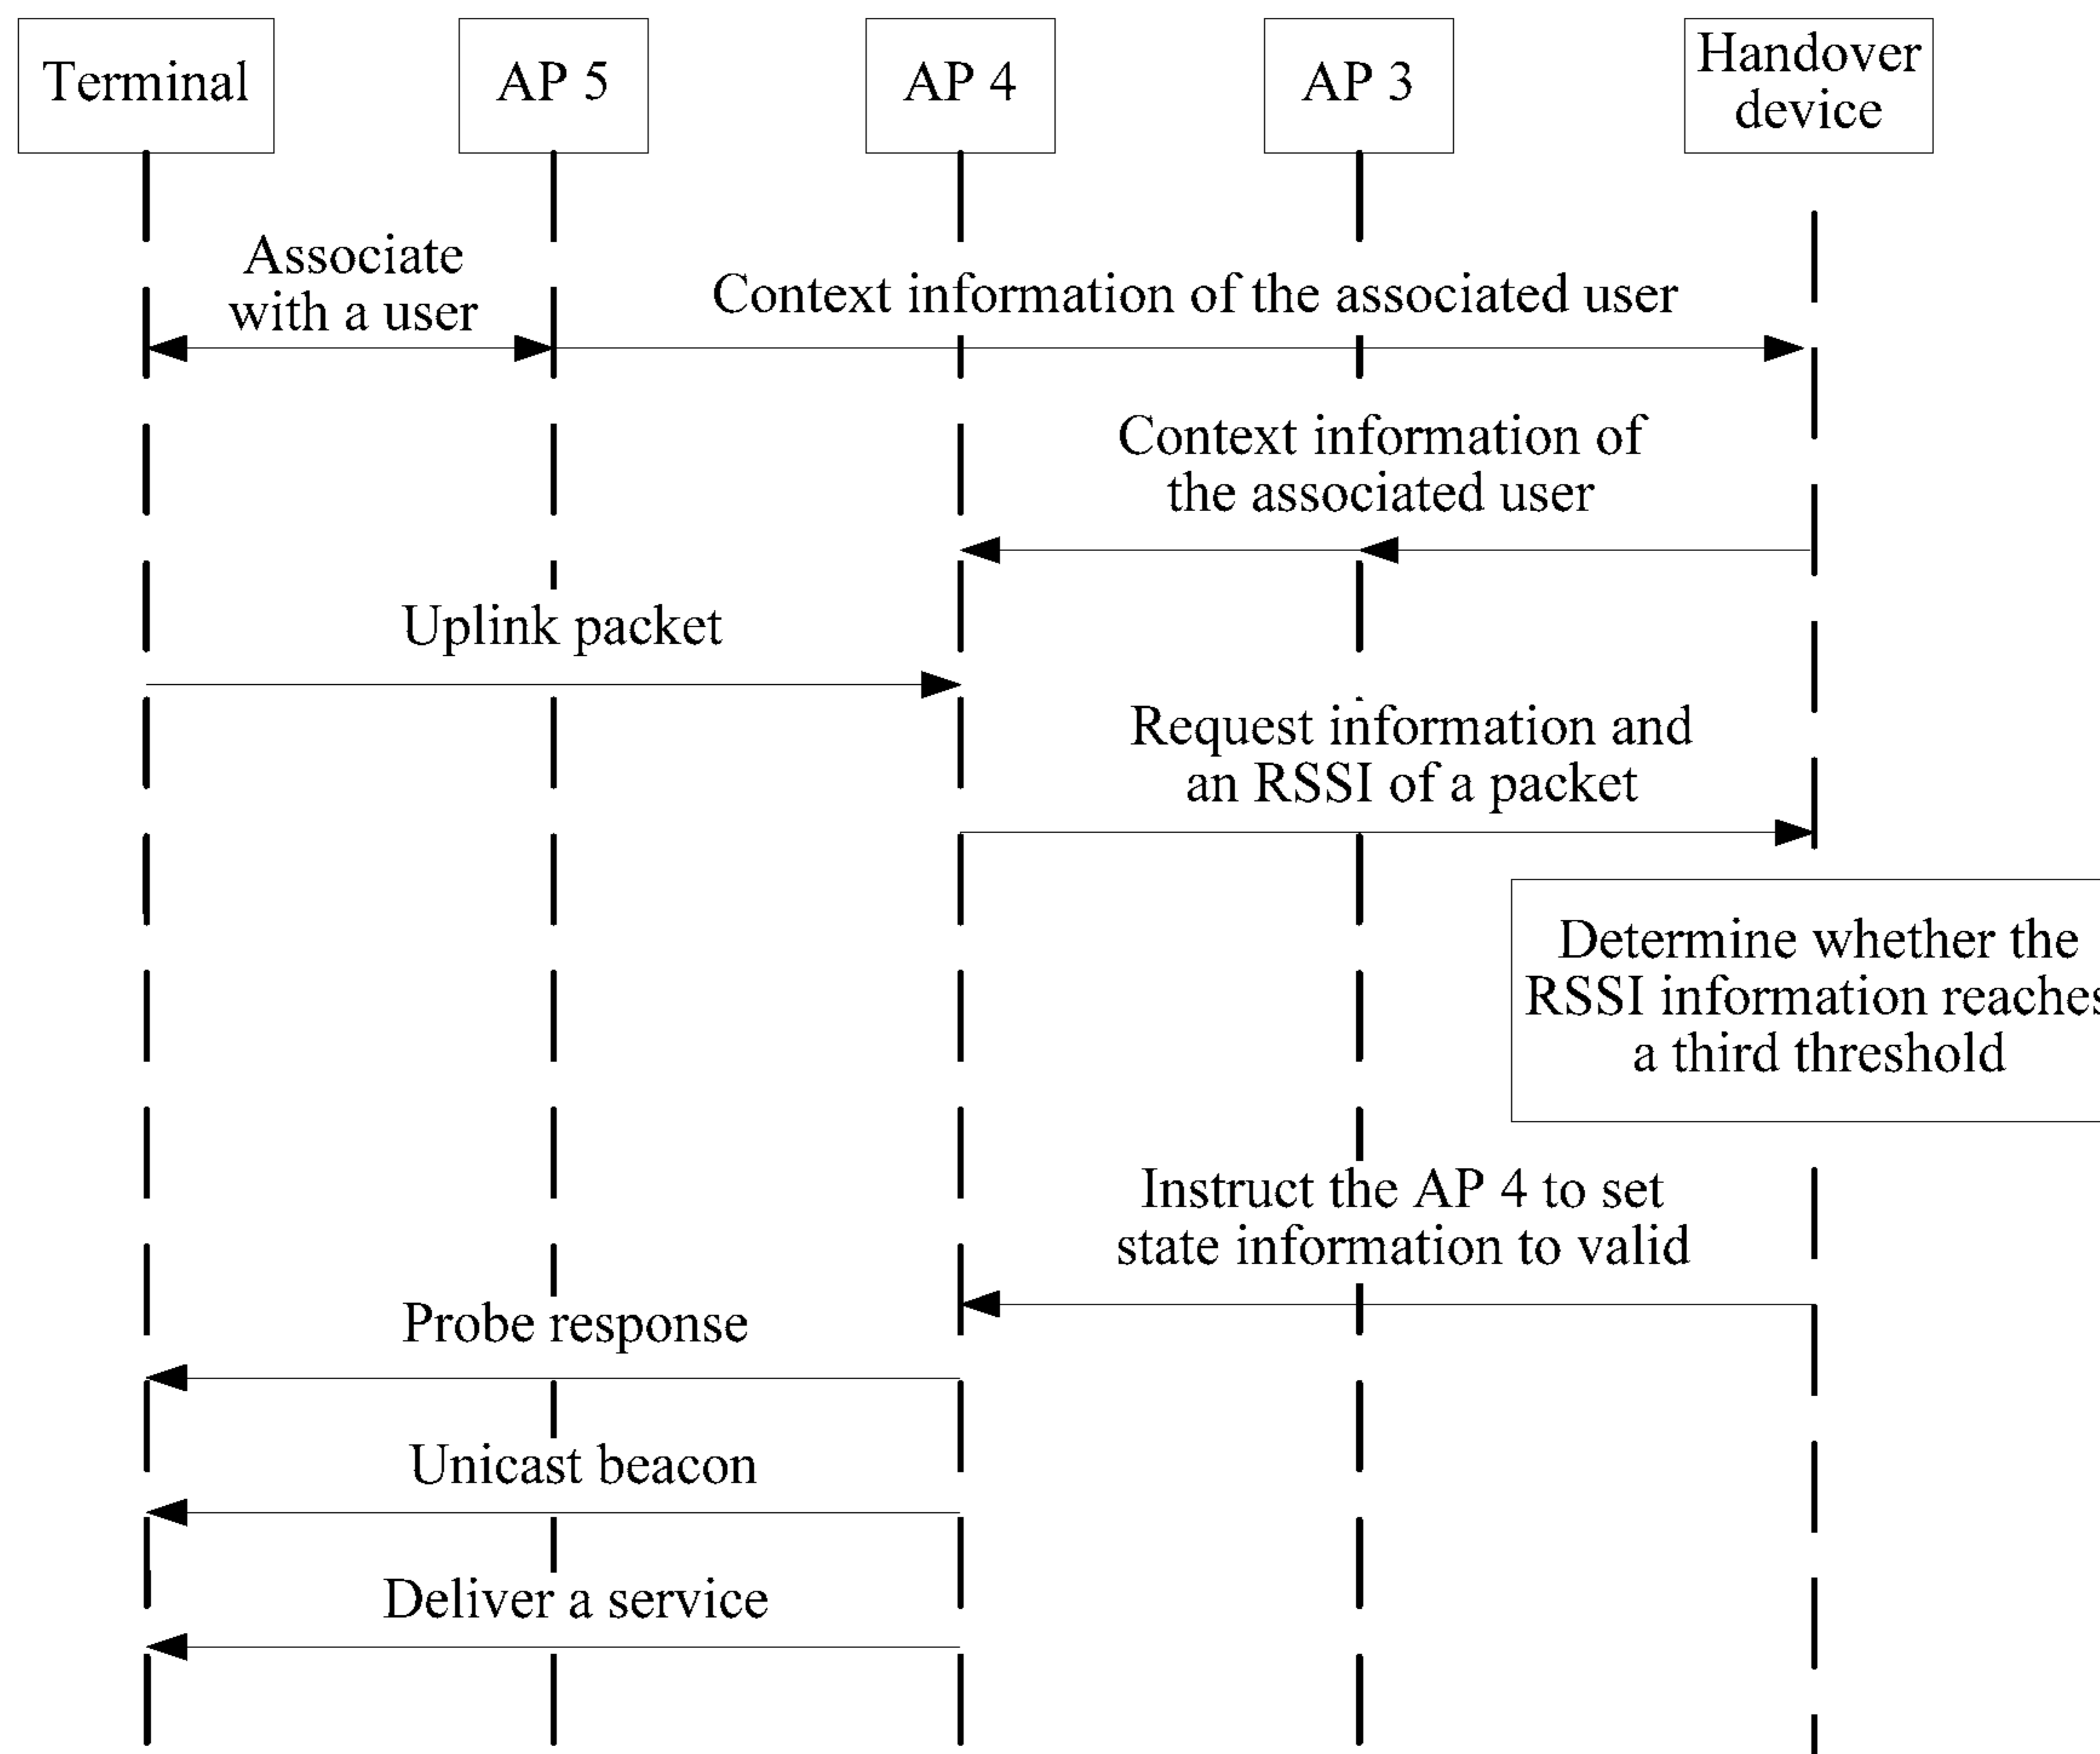 Terminal
AP 5
AP 4
AP 3
Handover
device
Associate
with a user
Context information of the associated user
Context information of
the associated user
Uplink packet
Request information and
an RSSI of a packet
Determine whether the
RSSI information reaches
a third threshold
Instruct the AP 4 to set
state information to valid
Probe response
Unicast beacon
Deliver a service